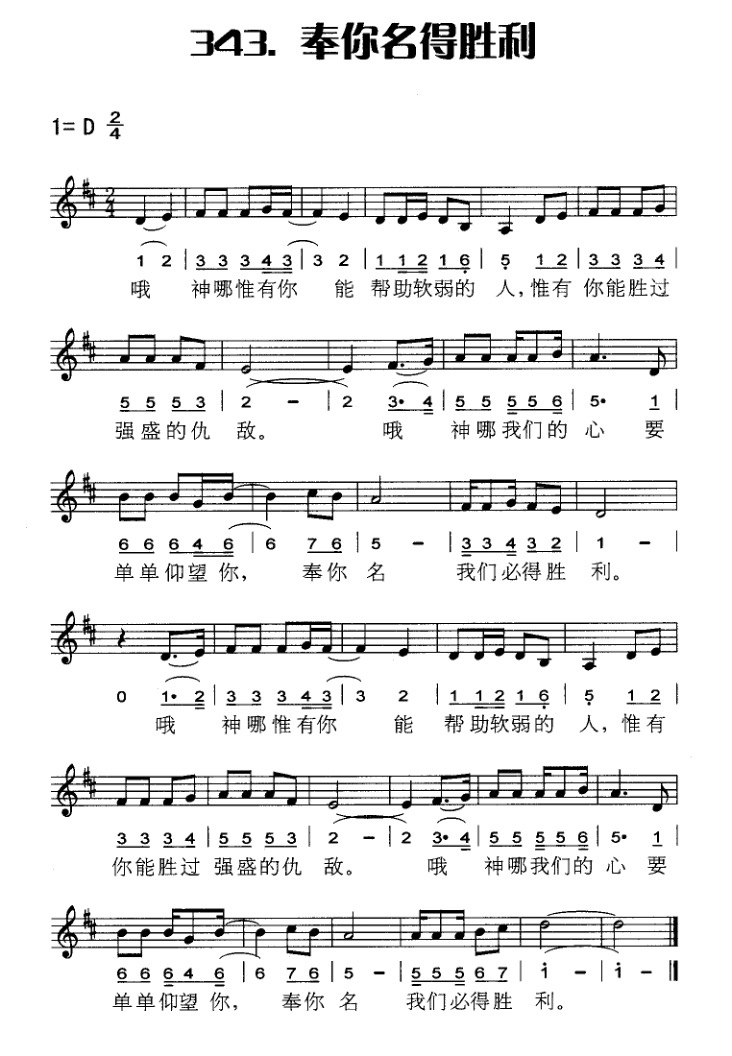 343. 奉你名得胜利
1= D 2/4
1 2 | 3 3 3 4 3 | 3 2 | 1 1 2 1 6 | 5 1 2 | 3 3 3 4 |
哦 神哪惟有你 能 帮助软弱的 人,惟有 你能胜过
5 5 5 3 | 2 - | 2 3· 4 | 5 5 5 5 6 | 5· 1 |
强盛的仇 敌。 哦 神哪我们的 心 要
6 6 6 4 6 | 6 7 6 | 5 - | 3 3 4 3 2 | 1 - |
单单仰望你, 奉你名 我们必得胜 利。
0 1· 2 | 3 3 3 4 3 | 3 2 | 1 1 2 1 6 | 5 1 2 |
哦 神哪惟有你 能 帮助软弱的 人,惟有
3 3 3 4 | 5 5 5 3 | 2 - | 2 3· 4 | 5 5 5 5 6 | 5· 1 |
你能胜过 强盛的仇 敌。 哦 神哪我们的 心 要
6 6 6 4 6 | 6 7 6 | 5 - | 5 5 5 6 7 | i - | i - ‖
单单仰望你, 奉你名 我们必得胜 利。